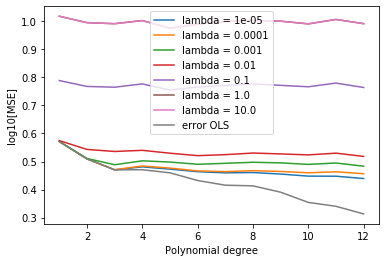 1.0
0.9
0.8
0.7
0.6
0.5
0.4
0.3
log10[MSE]
lambda = 1e-05
lambda = 0.0001
lambda = 0.001
lambda = 0.01
lambda = 0.1
lambda = 1.0
lambda = 10.0
error OLS
2
4
6
8
10
12
Polynomial degree